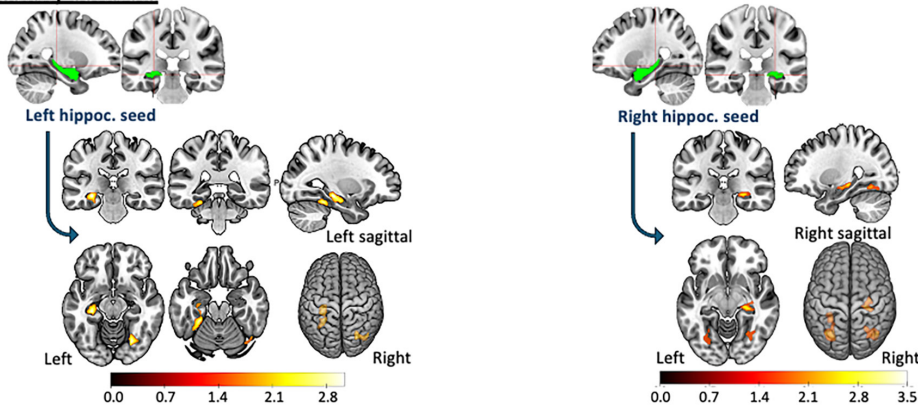 Left hippoc. seed
Left sagittal
Left
Right
0.0 0.7 1.4 2.1 2.8
Right hippoc. seed
Right sagittal
Left
Right
0.0 0.7 1.4 2.1 2.8 3.5